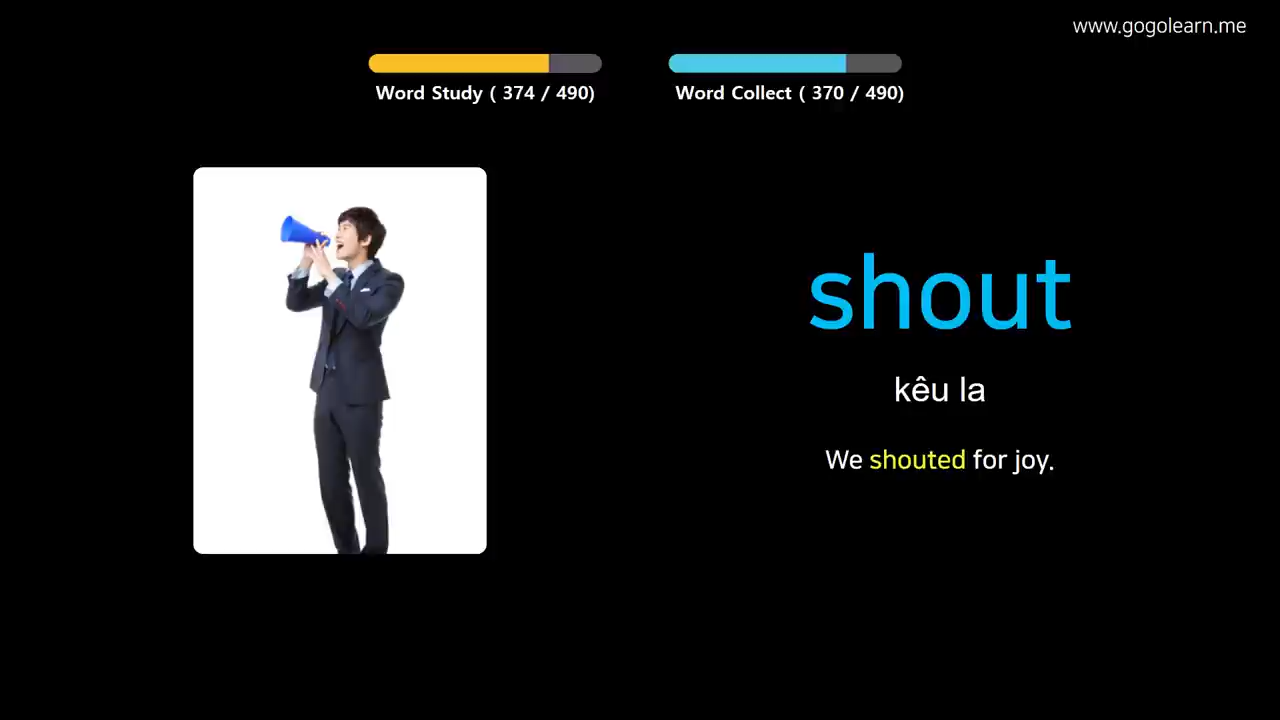 www.gogolearn.me
Word Study ( 374 / 490)
Word Collect ( 370 / 490)
shout
kêu la
We shouted for joy.